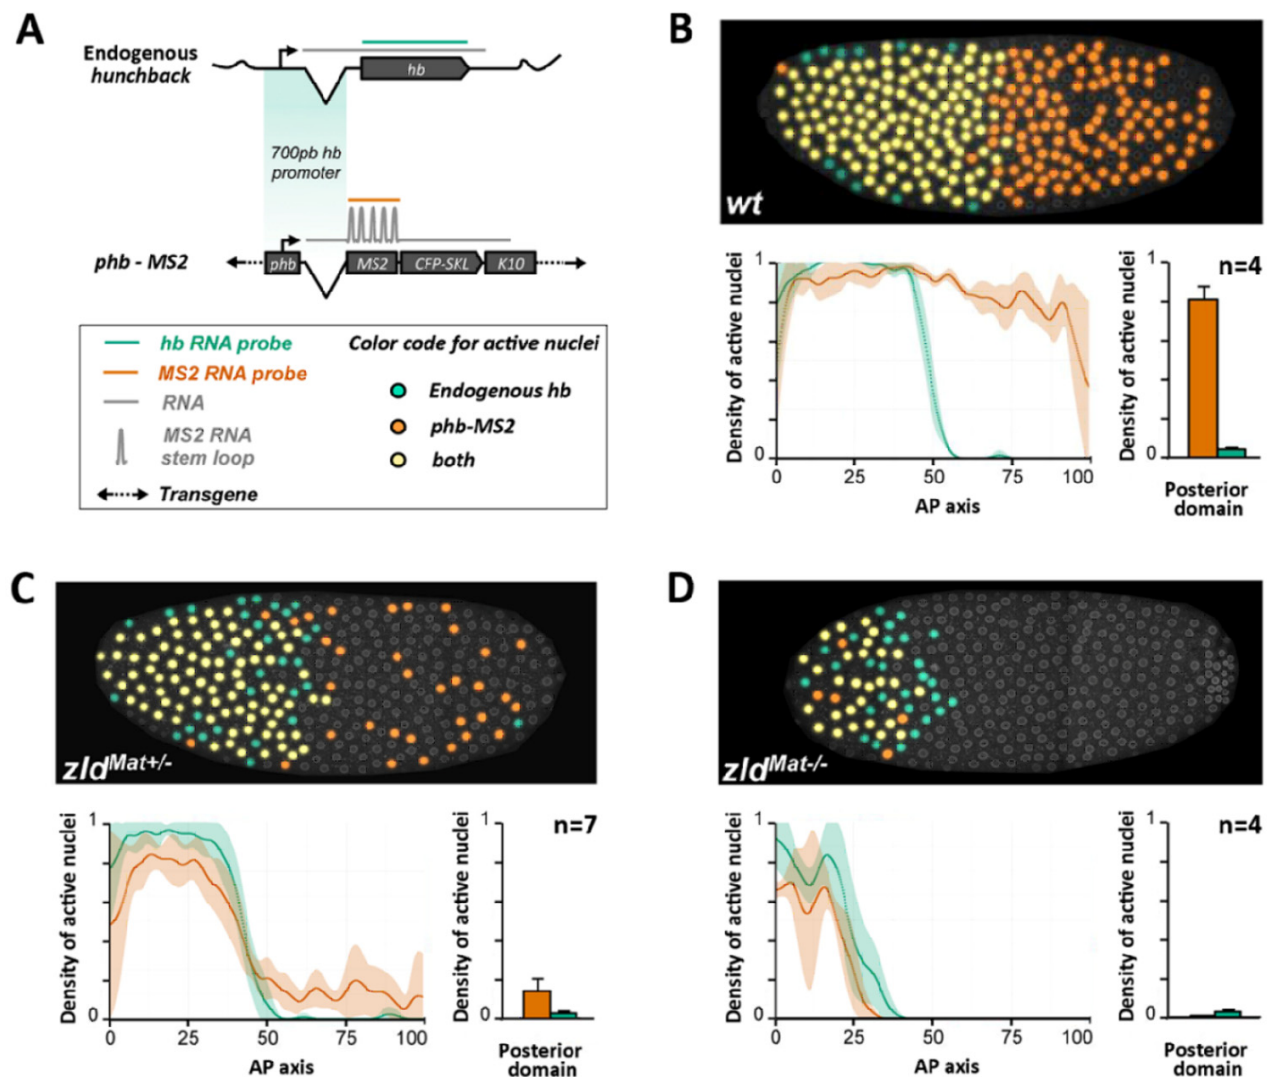 A
Endogenous
hunchback
hb
700pb hb
promoter
phb - MS2
phb
MS2
CFP-SKL
K10
hb RNA probe
MS2 RNA probe
RNA
MS2 RNA
stem loop
Transgene
Color code for active nuclei
Endogenous hb
phb-MS2
both
B
wt
Density of active nuclei
1
0
0
25
50
75
100
AP axis
Density of active nuclei
1
0
n=4
Posterior
domain
C
zld Mat+/-
Density of active nuclei
1
0
0
25
50
75
100
AP axis
Density of active nuclei
1
0
n=7
Posterior
domain
D
zld Mat-/-
Density of active nuclei
1
0
0
25
50
75
100
AP axis
Density of active nuclei
1
0
n=4
Posterior
domain